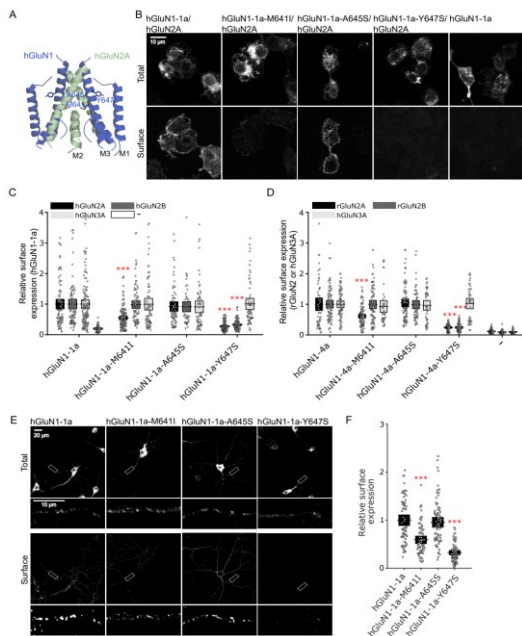 A
hGluN1 hGluN2A
Y647
M2 M3 M1
B
hGluN1-1a/ hGluN1-1a-M641I/ hGluN1-1a-A645S/ hGluN1-1a-Y647S/ hGluN1-1a
hGluN2A hGluN2A hGluN2A hGluN2A
10 μm
Total
Surface
C
hGluN2A hGluN2B
hGluN3A -
Relative surface
expression (hGluN1-1a)
4
3
2
1
0
***
*** ***
hGluN1-1a
hGluN1-1a-M641I
hGluN1-1a-A645S
hGluN1-1a-Y647S
D
rGluN2A rGluN2B
hGluN3A
Relative surface expression
(rGluN2 or hGluN3A)
4
3
2
1
0
***
*** ***
hGluN1-4a
hGluN1-4a-M641I
hGluN1-4a-A645S
hGluN1-4a-Y647S
-
E
hGluN1-1a hGluN1-1a-M641I hGluN1-1a-A645S hGluN1-1a-Y647S
20 μm
Total
10 μm
Surface
F
Relative surface
expression
3
2
1
0
***
***
hGluN1-1a
hGluN1-1a-M641I
hGluN1-1a-A645S
hGluN1-1a-Y647S